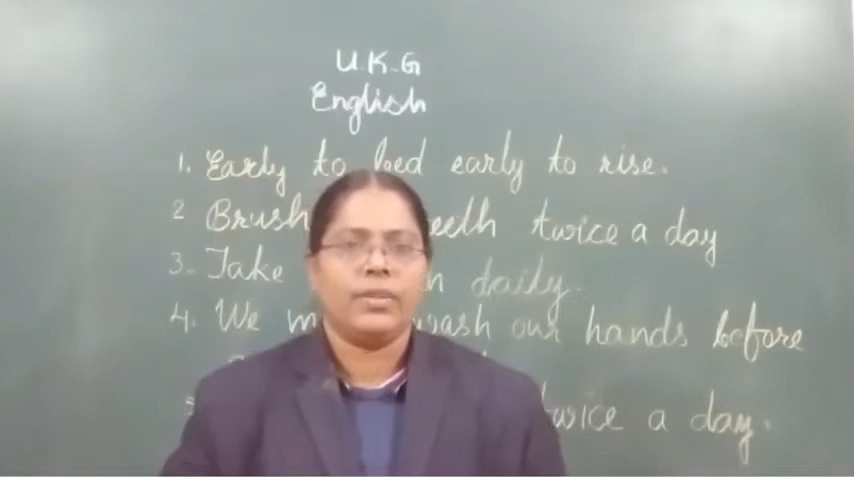 U.K-G
English
1. Early to bed early to rise.
2 Brush teeth twice a day
3. Take daily.
4. We wash our hands before
twice a day.